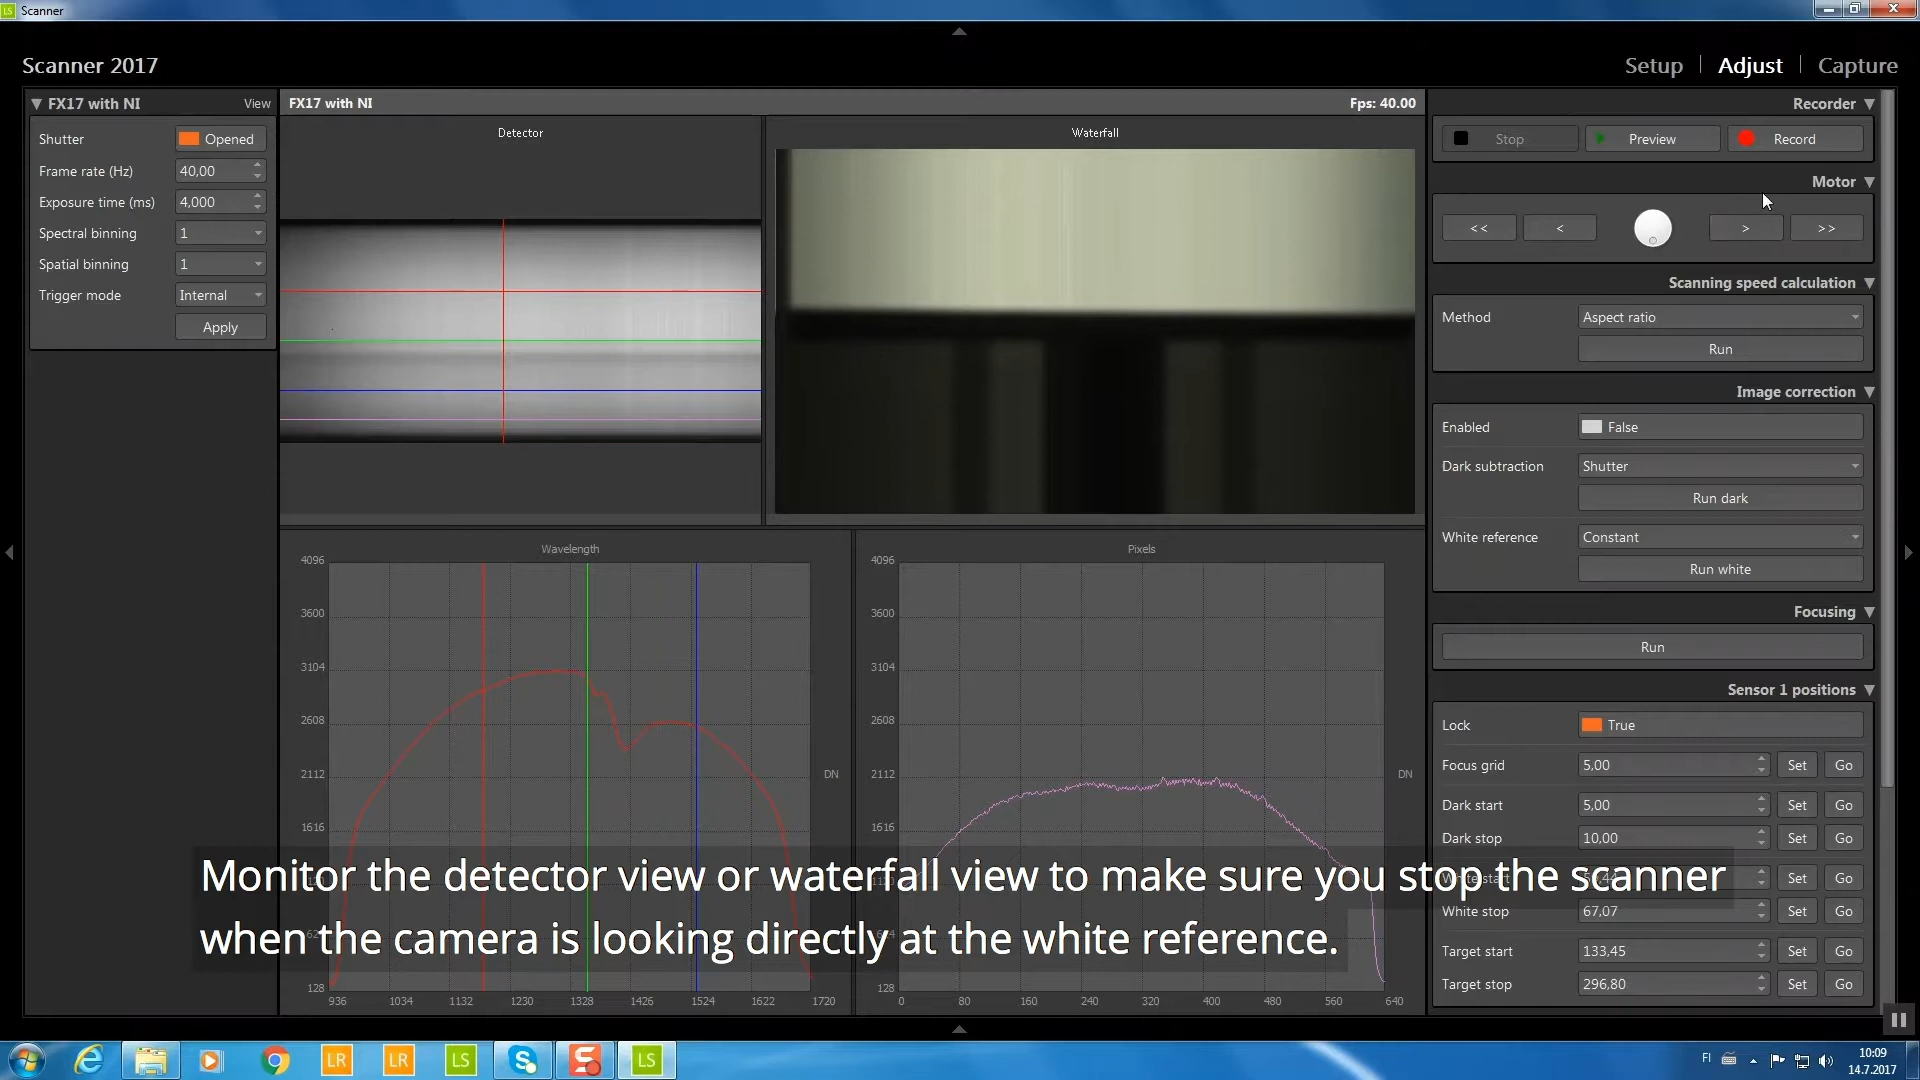 Scanner
Scanner 2017
Setup
Adjust
Capture
FX17 with NI
View
Shutter
Opened
Frame rate (Hz)
40,00
Exposure time (ms)
4,000
Spectral binning
1
Spatial binning
1
Trigger mode
Internal
Apply
FX17 with NI
Fps: 40.00
Detector
Waterfall
Wavelength
4096
3600
3104
2608
2112
1616
128
936
1034
1132
1230
1328
1426
1524
1622
1720
DN
Pixels
4096
3600
3104
2608
2112
1616
128
0
80
160
240
320
400
480
560
640
DN
Recorder
Stop
Preview
Record
Motor
<<
<
>
>>
Scanning speed calculation
Method
Aspect ratio
Run
Image correction
Enabled
False
Dark subtraction
Shutter
Run dark
White reference
Constant
Run white
Focusing
Run
Sensor 1 positions
Lock
True
Focus grid
5,00
Set
Go
Dark start
5,00
Set
Go
Dark stop
10,00
Set
Go
White start
Set
Go
White stop
67,07
Set
Go
Target start
133,45
Set
Go
Target stop
296,80
Set
Go
Monitor the detector view or waterfall view to make sure you stop the scanner
when the camera is looking directly at the white reference.
LR
LR
LS
LS
FI
10:09
14.7.2017